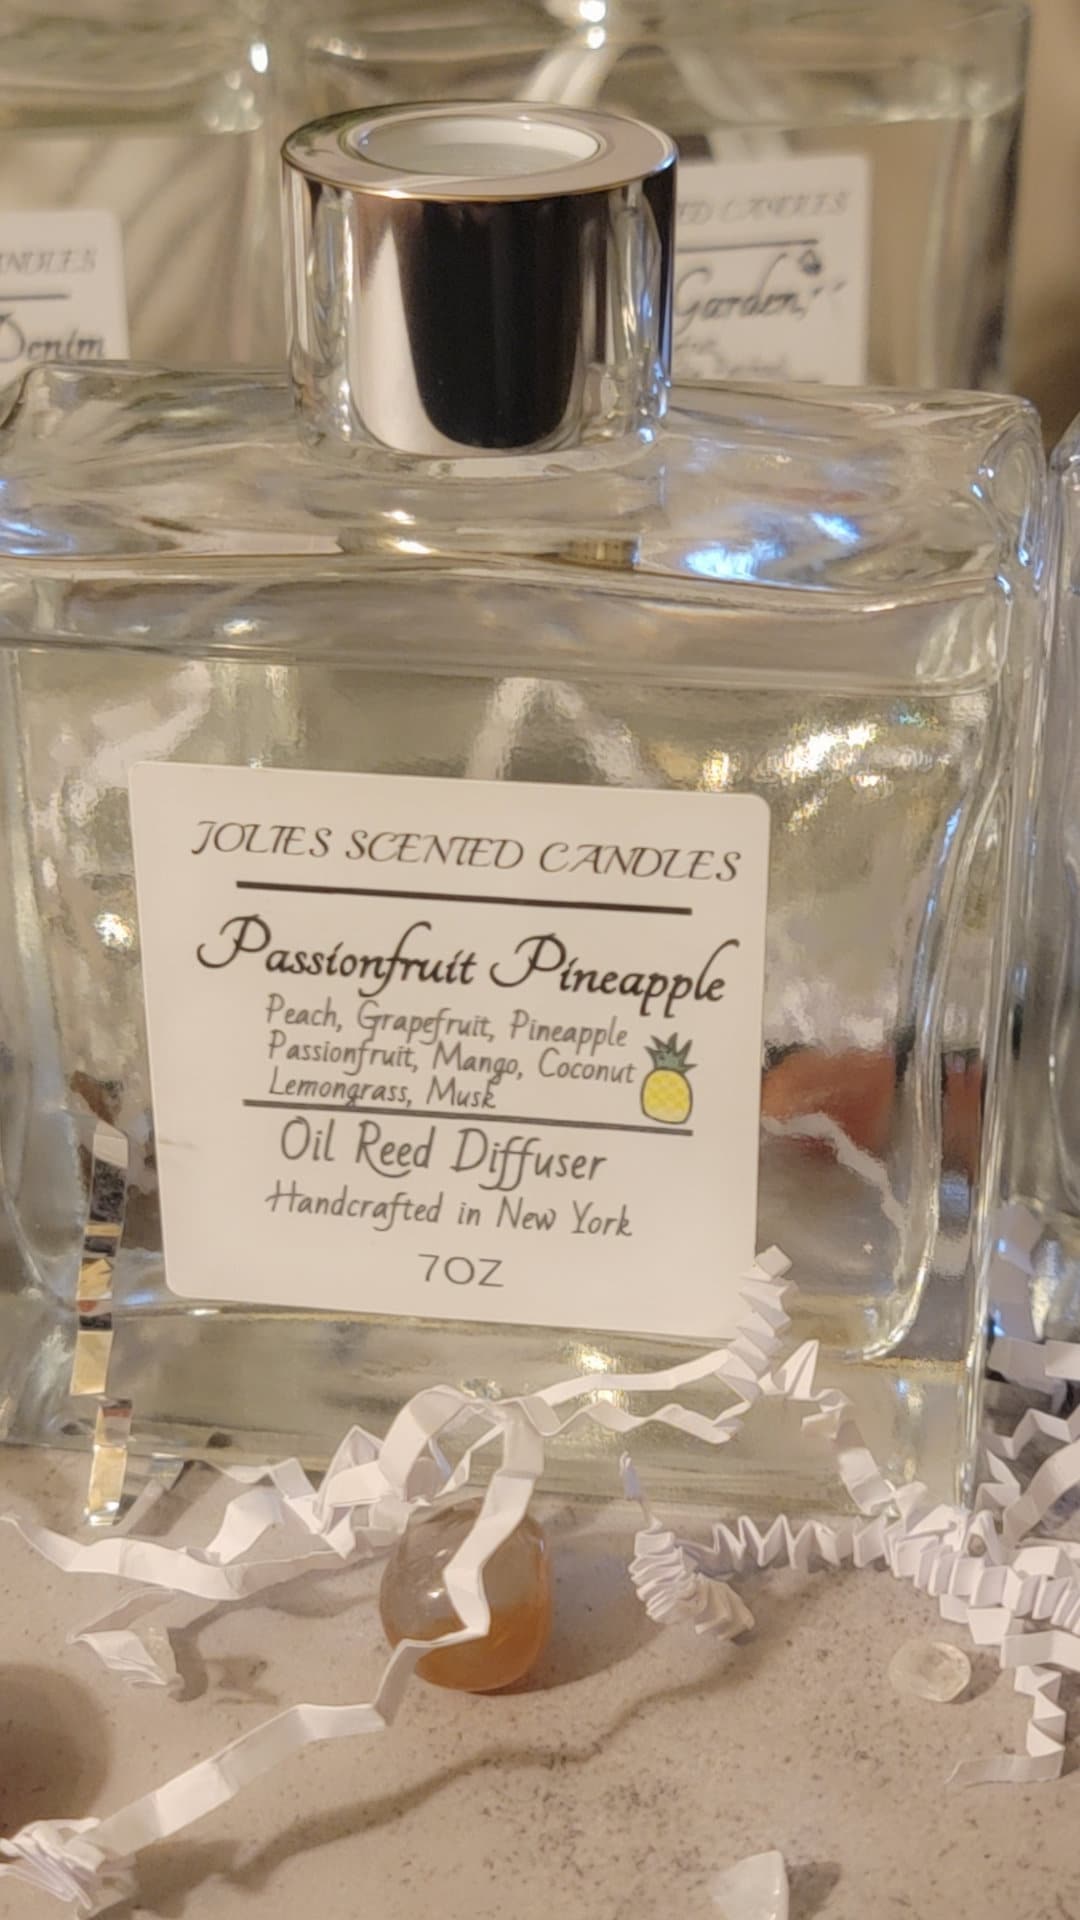 CANDLES
Garden
Denim
JOLIES SCENTED CANDLES
Passionfruit Pineapple
Peach, Grapefruit, Pineapple
Passionfruit, Mango, Coconut
Lemongrass, Musk
Oil Reed Diffuser
Handcrafted in New York
7OZ